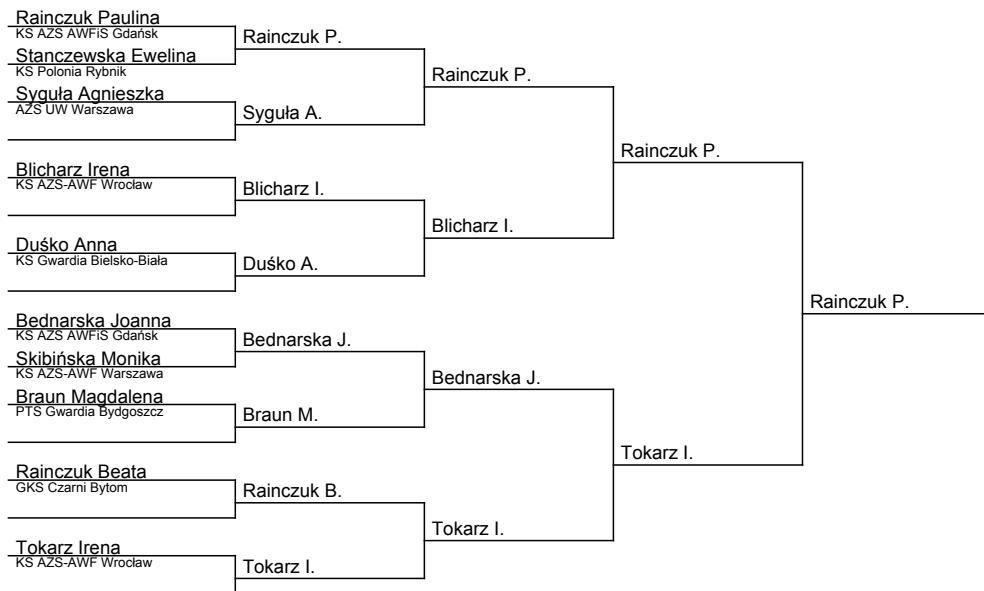 Rainczuk Paulina
KS AZS AWFiS Gdańsk
Stanczewska Ewelina
KS Polonia Rybnik
Syguła Agnieszka
AZS UW Warszawa
Blicharz Irena
KS AZS-AWF Wrocław
Duśko Anna
KS Gwardia Bielsko-Biała
Bednarska Joanna
KS AZS AWFiS Gdańsk
Skibińska Monika
KS AZS-AWF Warszawa
Braun Magdalena
PTS Gwardia Bydgoszcz
Rainczuk Beata
GKS Czarni Bytom
Tokarz Irena
KS AZS-AWF Wrocław
Rainczuk P.
Syguła A.
Blicharz I.
Duśko A.
Bednarska J.
Braun M.
Rainczuk B.
Tokarz I.
Rainczuk P.
Blicharz I.
Bednarska J.
Tokarz I.
Rainczuk P.
Tokarz I.
Rainczuk P.